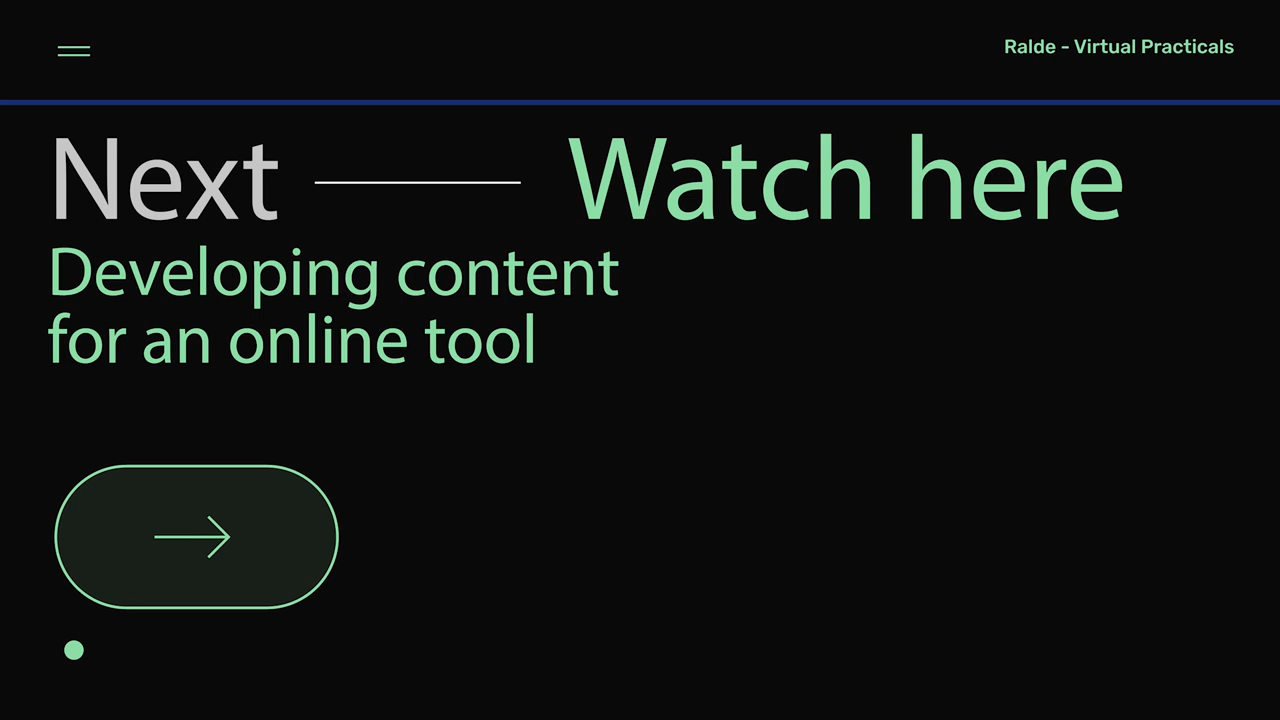 Ralde - Virtual Practicals
Next Watch here
Developing content
for an online tool